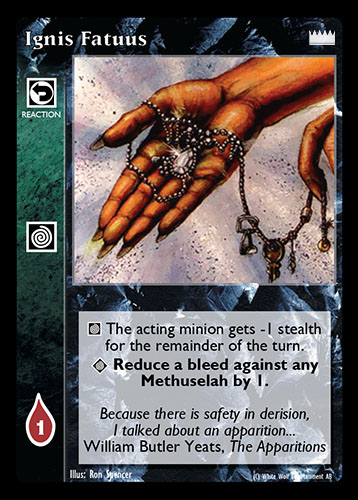 Ignis Fatuus
REACTION
The acting minion gets -1 stealth
for the remainder of the turn.
Reduce a bleed against any
Methuselah by 1.
Because there is safety in derision,
I talked about an apparition...
William Butler Yeats, The Apparitions
1
Illus: Ron Spencer
(C) White Wolf Entertainment AB